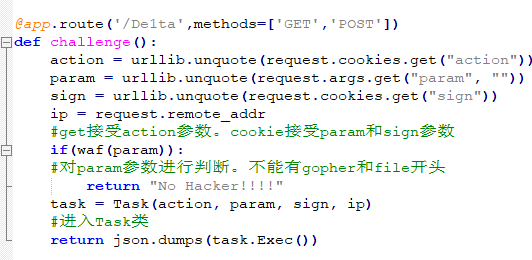 @app.route('/De1ta',methods=['GET','POST'])
def challenge():
    action = urllib.unquote(request.cookies.get("action"))
    param = urllib.unquote(request.args.get("param", ""))
    sign = urllib.unquote(request.cookies.get("sign"))
    ip = request.remote_addr
    #get接受action参数。cookie接受param和sign参数
    if(waf(param)):
    #对param参数进行判断。不能有gopher和file开头
        return "No Hacker!!!!"
    task = Task(action, param, sign, ip)
    #进入Task类
    return json.dumps(task.Exec())